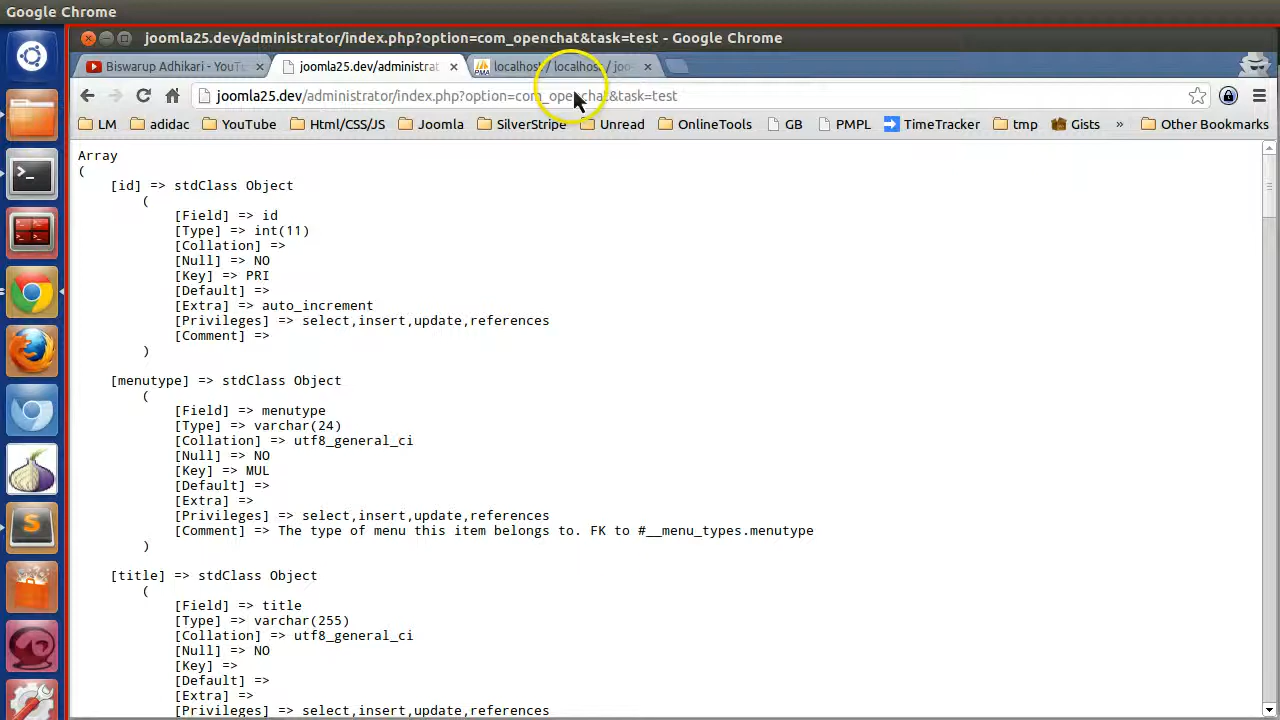 Google Chrome
joomla25.dev/administrator/index.php?option=com_openchat&task=test - Google Chrome
Biswarup Adhikari - YouTu
joomla25.dev/administrat
localhost / localhost / joo
joomla25.dev/administrator/index.php?option=com_openchat&task=test
LM adidac YouTube Html/CSS/JS Joomla SilverStripe Unread OnlineTools GB PMPL TimeTracker tmp Gists » Other Bookmarks
Array
(
[id] => stdClass Object
(
[Field] => id
[Type] => int(11)
[Collation] =>
[Null] => NO
[Key] => PRI
[Default] =>
[Extra] => auto_increment
[Privileges] => select,insert,update,references
[Comment] =>
)
[menutype] => stdClass Object
(
[Field] => menutype
[Type] => varchar(24)
[Collation] => utf8_general_ci
[Null] => NO
[Key] => MUL
[Default] =>
[Extra] =>
[Privileges] => select,insert,update,references
[Comment] => The type of menu this item belongs to. FK to #__menu_types.menutype
)
[title] => stdClass Object
(
[Field] => title
[Type] => varchar(255)
[Collation] => utf8_general_ci
[Null] => NO
[Key] =>
[Default] =>
[Extra] =>
[Privileges] => select,insert,update,references